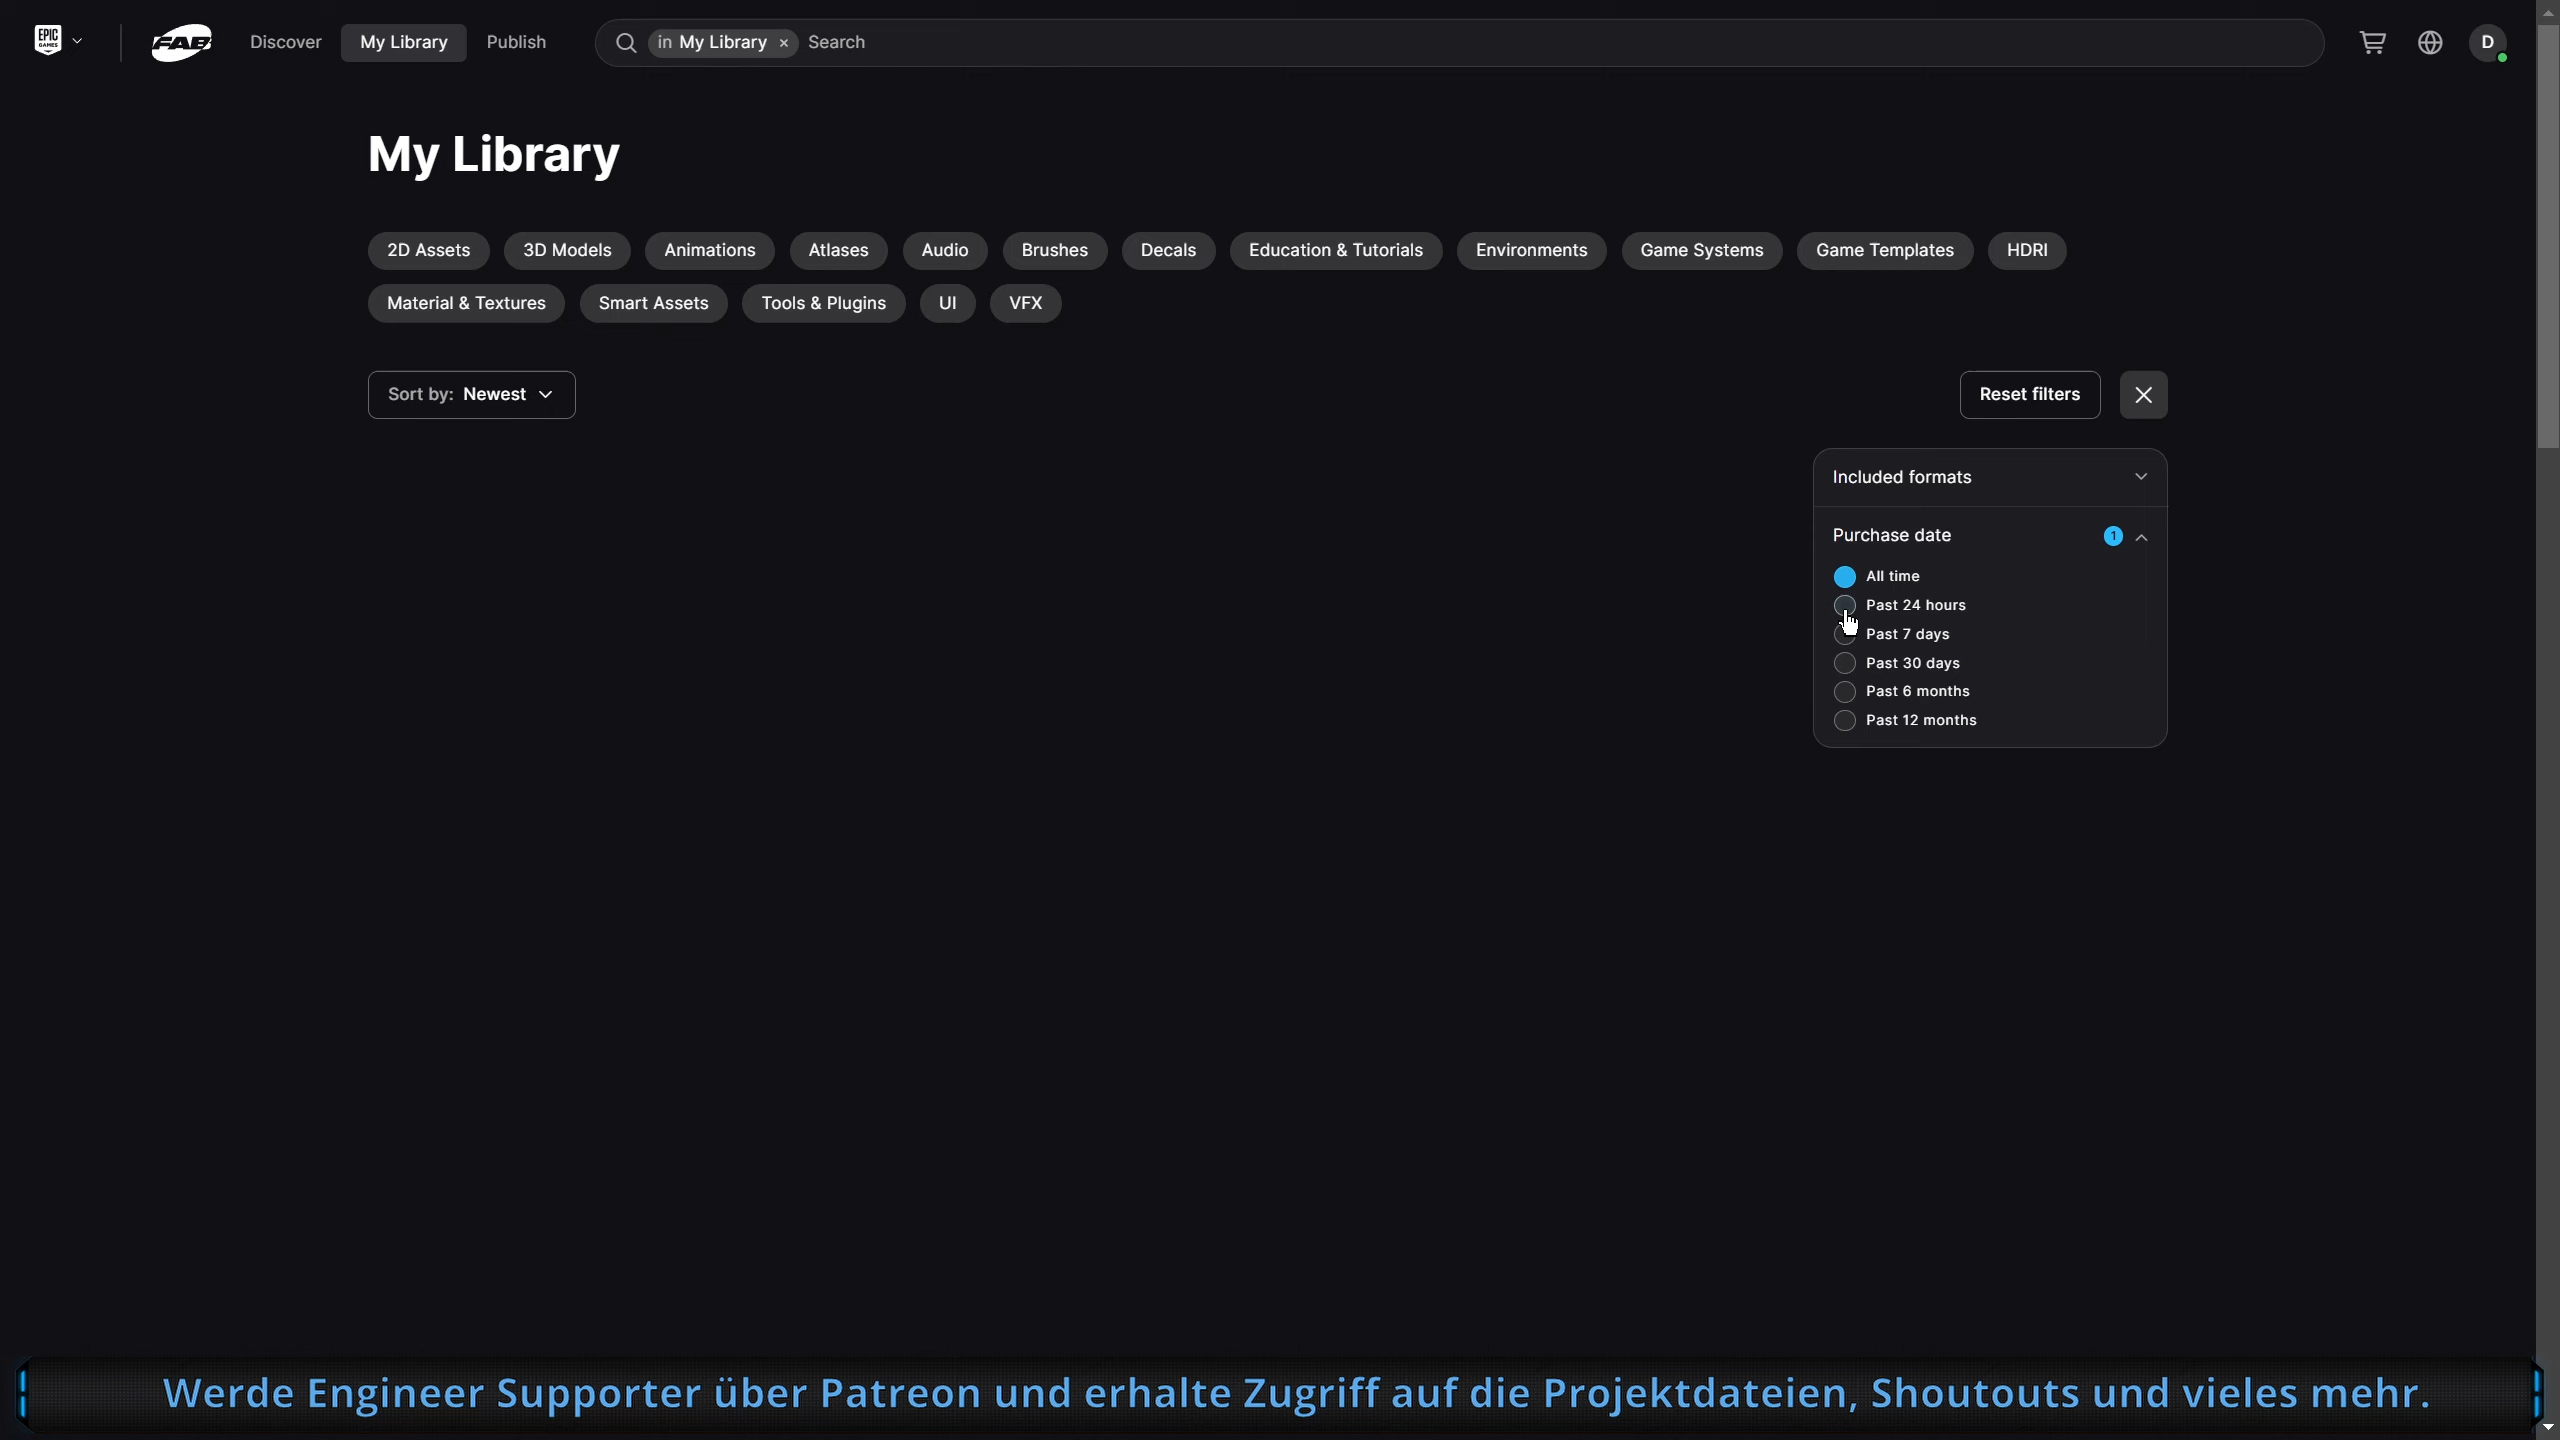 EPIC GAMES
FAB
Discover
My Library
Publish
in My Library × Search
D
My Library
2D Assets
3D Models
Animations
Atlases
Audio
Brushes
Decals
Education & Tutorials
Environments
Game Systems
Game Templates
HDRI
Material & Textures
Smart Assets
Tools & Plugins
UI
VFX
Sort by: Newest
Reset filters
Included formats
Purchase date 1
All time
Past 24 hours
Past 7 days
Past 30 days
Past 6 months
Past 12 months
Werde Engineer Supporter über Patreon und erhalte Zugriff auf die Projektdateien, Shoutouts und vieles mehr.